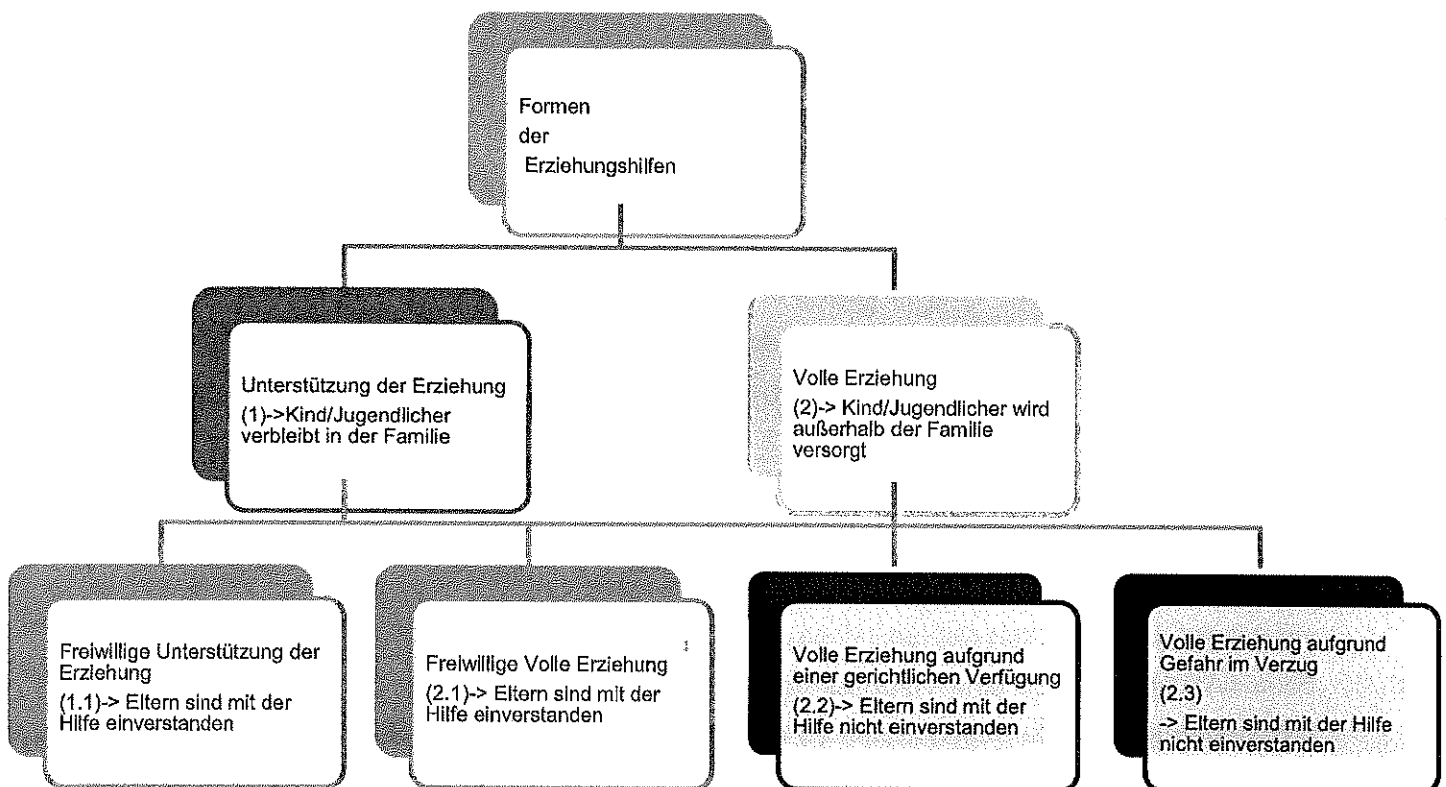 Formen
der
Erziehungshilfen
Unterstützung der Erziehung
(1)->Kind/Jugendlicher
verbleibt in der Familie
Volle Erziehung
(2)-> Kind/Jugendlicher wird
außerhalb der Familie
versorgt
Freiwillige Unterstützung der
Erziehung
(1.1)-> Eltern sind mit der
Hilfe einverstanden
Freiwillige Volle Erziehung
(2.1)-> Eltern sind mit der
Hilfe einverstanden
Volle Erziehung aufgrund
einer gerichtlichen Verfügung
(2.2)-> Eltern sind mit der
Hilfe nicht einverstanden
Volle Erziehung aufgrund
Gefahr im Verzug
(2.3)
-> Eltern sind mit der Hilfe
nicht einverstanden